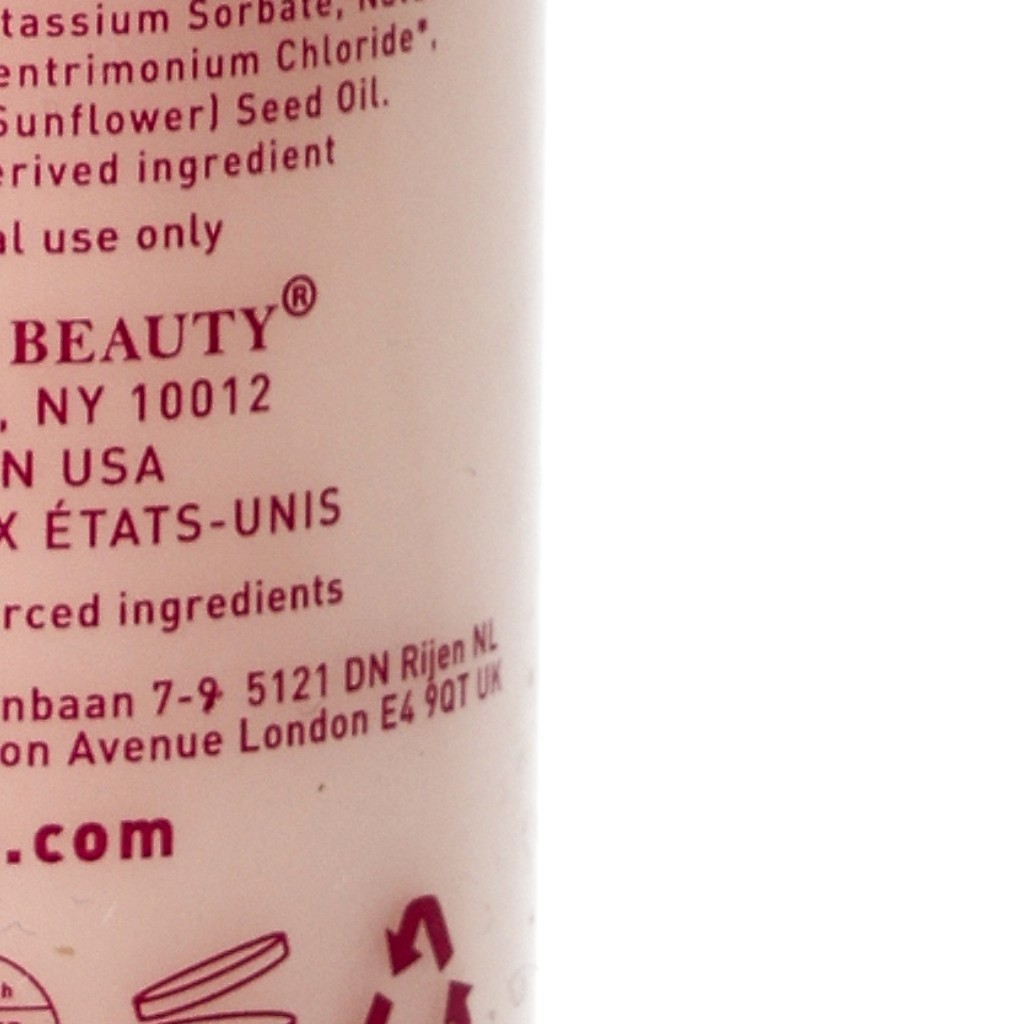 tassium Sorbate,
entrimonium Chloride*,
Sunflower) Seed Oil.
erived ingredient
al use only
BEAUTY®
, NY 10012
N USA
X ÉTATS-UNIS
rced ingredients
nbaan 7-9 5121 DN Rijen NL
on Avenue London E4 9QT UK
.com
h